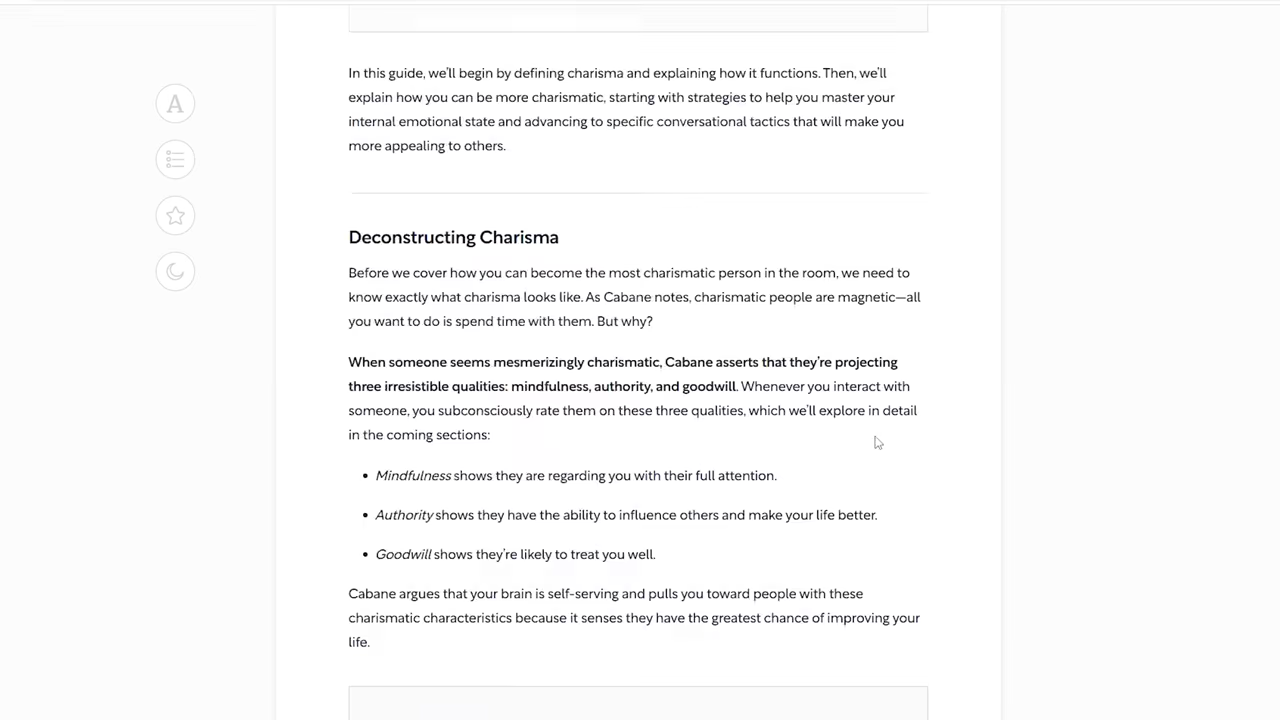 In this guide, we'll begin by defining charisma and explaining how it functions. Then, we'll
explain how you can be more charismatic, starting with strategies to help you master your
internal emotional state and advancing to specific conversational tactics that will make you
more appealing to others.
A
Deconstructing Charisma
Before we cover how you can become the most charismatic person in the room, we need to
know exactly what charisma looks like. As Cabane notes, charismatic people are magnetic—all
you want to do is spend time with them. But why?
When someone seems mesmerizingly charismatic, Cabane asserts that they're projecting
three irresistible qualities: mindfulness, authority, and goodwill. Whenever you interact with
someone, you subconsciously rate them on these three qualities, which we'll explore in detail
in the coming sections:
• Mindfulness shows they are regarding you with their full attention.
• Authority shows they have the ability to influence others and make your life better.
• Goodwill shows they're likely to treat you well.
Cabane argues that your brain is self-serving and pulls you toward people with these
charismatic characteristics because it senses they have the greatest chance of improving your
life.